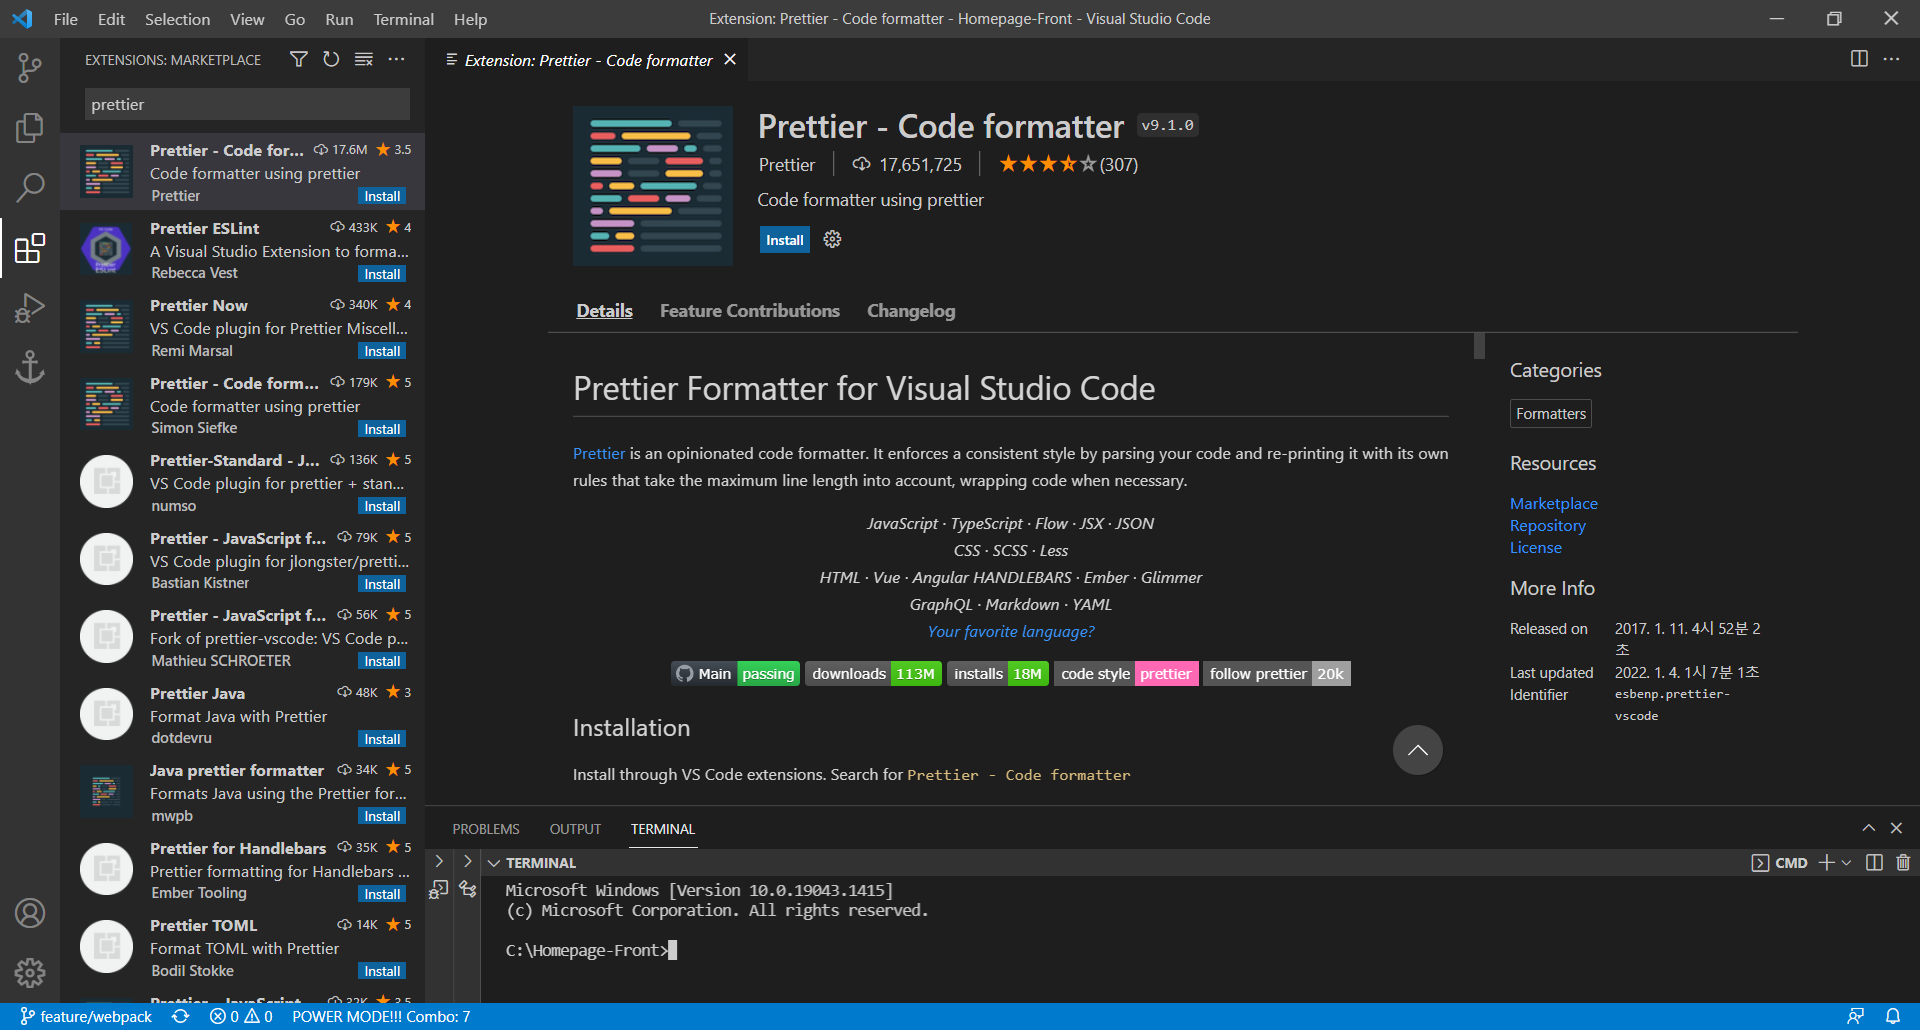 File Edit Selection View Go Run Terminal Help
Extension: Prettier - Code formatter - Homepage-Front - Visual Studio Code
EXTENSIONS: MARKETPLACE
prettier
Prettier - Code for... 17.6M 3.5
Code formatter using prettier
Prettier Install
Prettier ESLint 433K 4
A Visual Studio Extension to forma...
Rebecca Vest Install
Prettier Now 340K 4
VS Code plugin for Prettier Miscell...
Remi Marsal Install
Prettier - Code form... 179K 5
Code formatter using prettier
Simon Siefke Install
Prettier-Standard - J... 136K 5
VS Code plugin for prettier + stan...
numso Install
Prettier - JavaScript f... 79K 5
VS Code plugin for jlongster/pretti...
Bastian Kistner Install
Prettier - JavaScript f... 56K 5
Fork of prettier-vscode: VS Code p...
Mathieu SCHROETER Install
Prettier Java 48K 3
Format Java with Prettier
dotdevru Install
Java prettier formatter 34K 5
Formats Java using the Prettier for...
mwpb Install
Prettier for Handlebars 35K 5
Prettier formatting for Handlebars ...
Ember Tooling Install
Prettier TOML 14K 5
Format TOML with Prettier
Bodil Stokke Install
Prettier - JavaScript 32K 3.5
Extension: Prettier - Code formatter
Prettier - Code formatter v9.1.0
Prettier 17,651,725 (307)
Code formatter using prettier
Install
Details Feature Contributions Changelog
Prettier Formatter for Visual Studio Code
Prettier is an opinionated code formatter. It enforces a consistent style by parsing your code and re-printing it with its own
rules that take the maximum line length into account, wrapping code when necessary.
JavaScript · TypeScript · Flow · JSX · JSON
CSS · SCSS · Less
HTML · Vue · Angular HANDLEBARS · Ember · Glimmer
GraphQL · Markdown · YAML
Your favorite language?
Main passing downloads 113M installs 18M code style prettier follow prettier 20k
Installation
Install through VS Code extensions. Search for Prettier - Code formatter
Categories
Formatters
Resources
Marketplace
Repository
License
More Info
Released on 2017. 1. 11. 4시 52분 2
초
Last updated 2022. 1. 4. 1시 7분 1초
Identifier esbenp.prettier-
vscode
PROBLEMS OUTPUT TERMINAL
TERMINAL CMD
Microsoft Windows [Version 10.0.19043.1415]
(c) Microsoft Corporation. All rights reserved.
C:\Homepage-Front>
feature/webpack 0 0 POWER MODE!!! Combo: 7